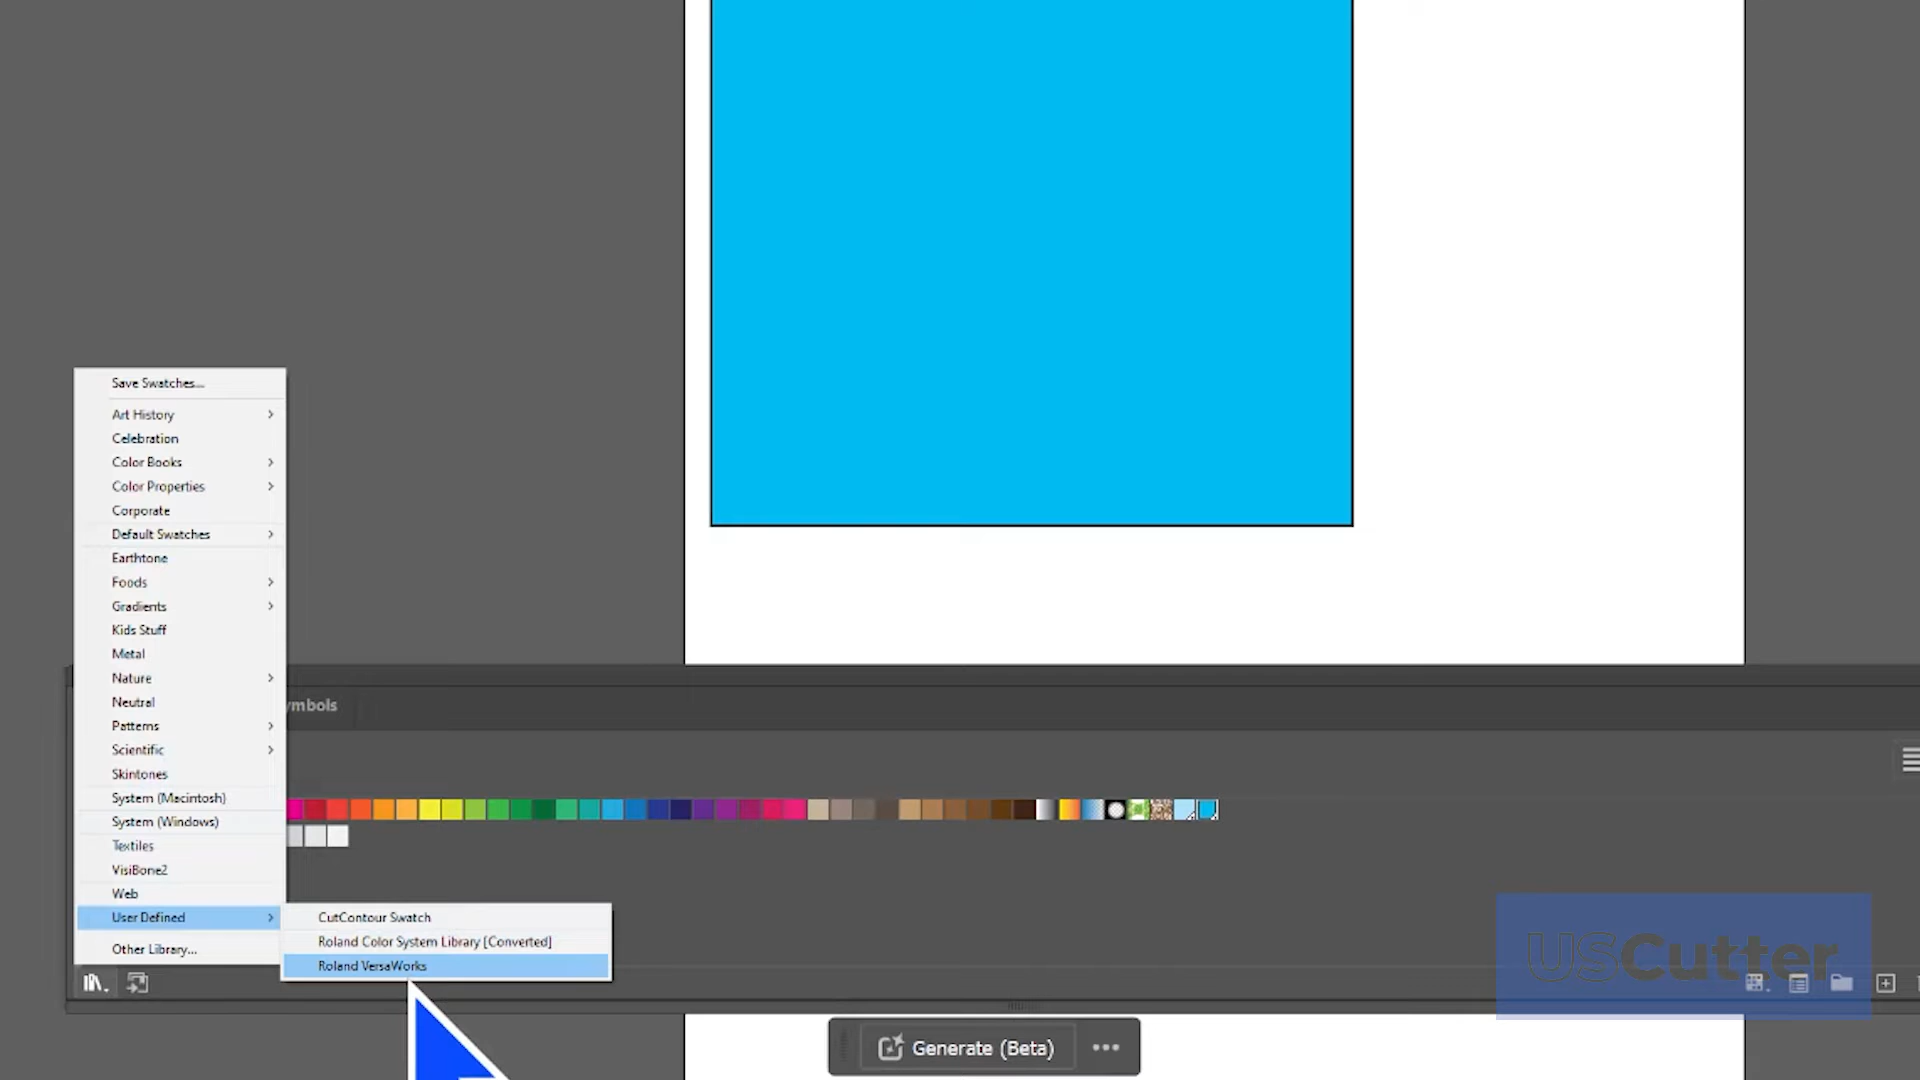 Save Swatches...
Art History
Celebration
Color Books
Color Properties
Corporate
Default Swatches
Earthtone
Foods
Gradients
Kids Stuff
Metal
Nature
Neutral
Patterns
Scientific
Skintones
System (Macintosh)
System (Windows)
Textiles
VisiBone2
Web
User Defined
Other Library...
ymbols
CutContour Swatch
Roland Color System Library [Converted]
Roland VersaWorks
USCutter
Generate (Beta)